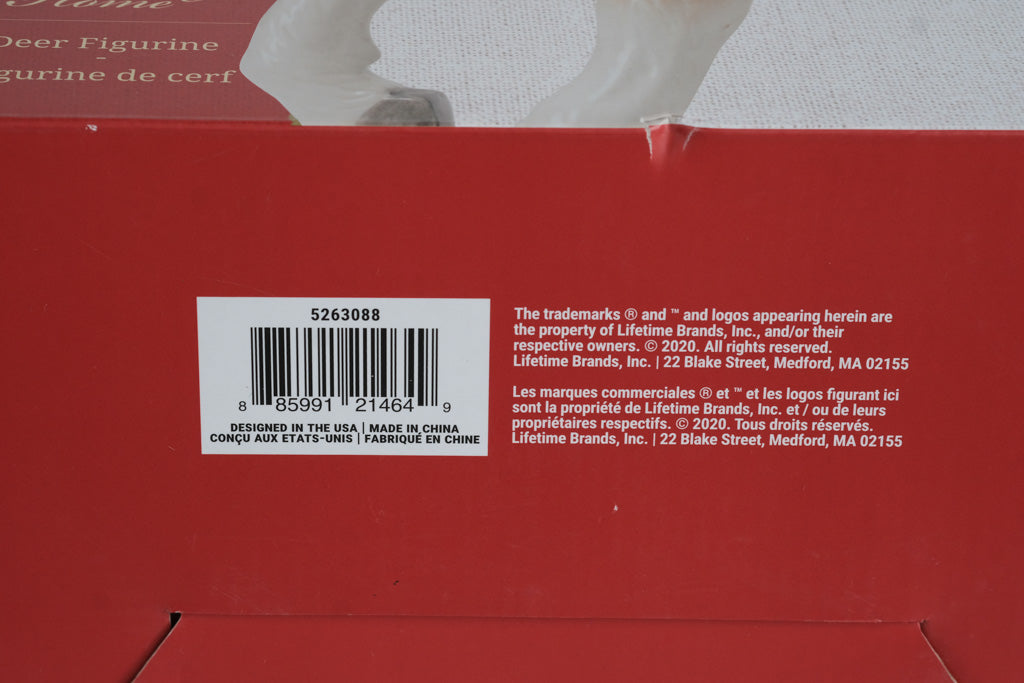 Home
Deer Figurine
-
gurine de cerf
5263088
8 85991 21464 9
DESIGNED IN THE USA | MADE IN CHINA
CONÇU AUX ETATS-UNIS | FABRIQUÉ EN CHINE
The trademarks ® and ™ and logos appearing herein are
the property of Lifetime Brands, Inc., and/or their
respective owners. © 2020. All rights reserved.
Lifetime Brands, Inc. | 22 Blake Street, Medford, MA 02155
Les marques commerciales ® et ™ et les logos figurant ici
sont la propriété de Lifetime Brands, Inc. et / ou de leurs
propriétaires respectifs. © 2020. Tous droits réservés.
Lifetime Brands, Inc. | 22 Blake Street, Medford, MA 02155